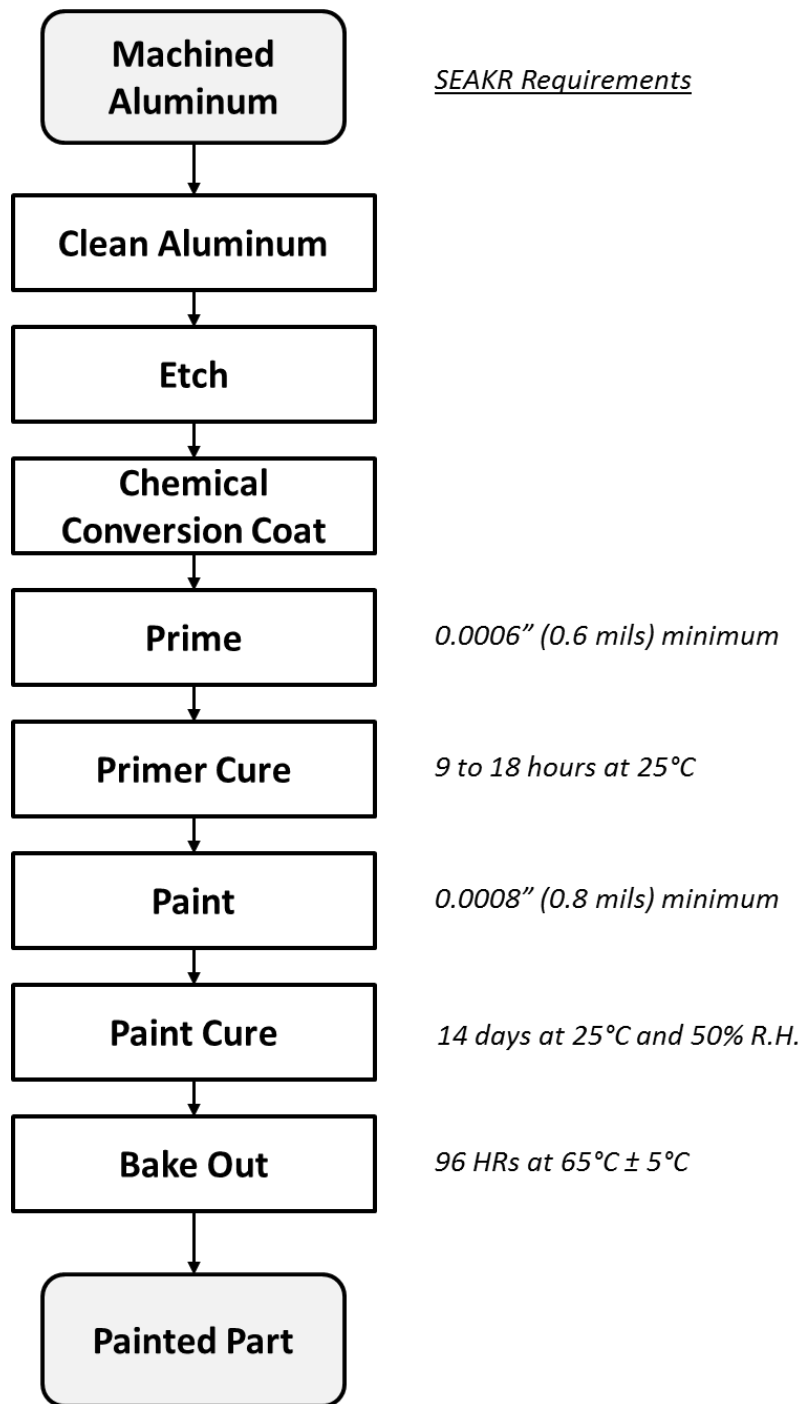 Machined
Aluminum
SEAKR Requirements
Clean Aluminum
Etch
Chemical
Conversion Coat
Prime
0.0006” (0.6 mils) minimum
Primer Cure
9 to 18 hours at 25°C
Paint
0.0008” (0.8 mils) minimum
Paint Cure
14 days at 25°C and 50% R.H.
Bake Out
96 HRs at 65°C ± 5°C
Painted Part